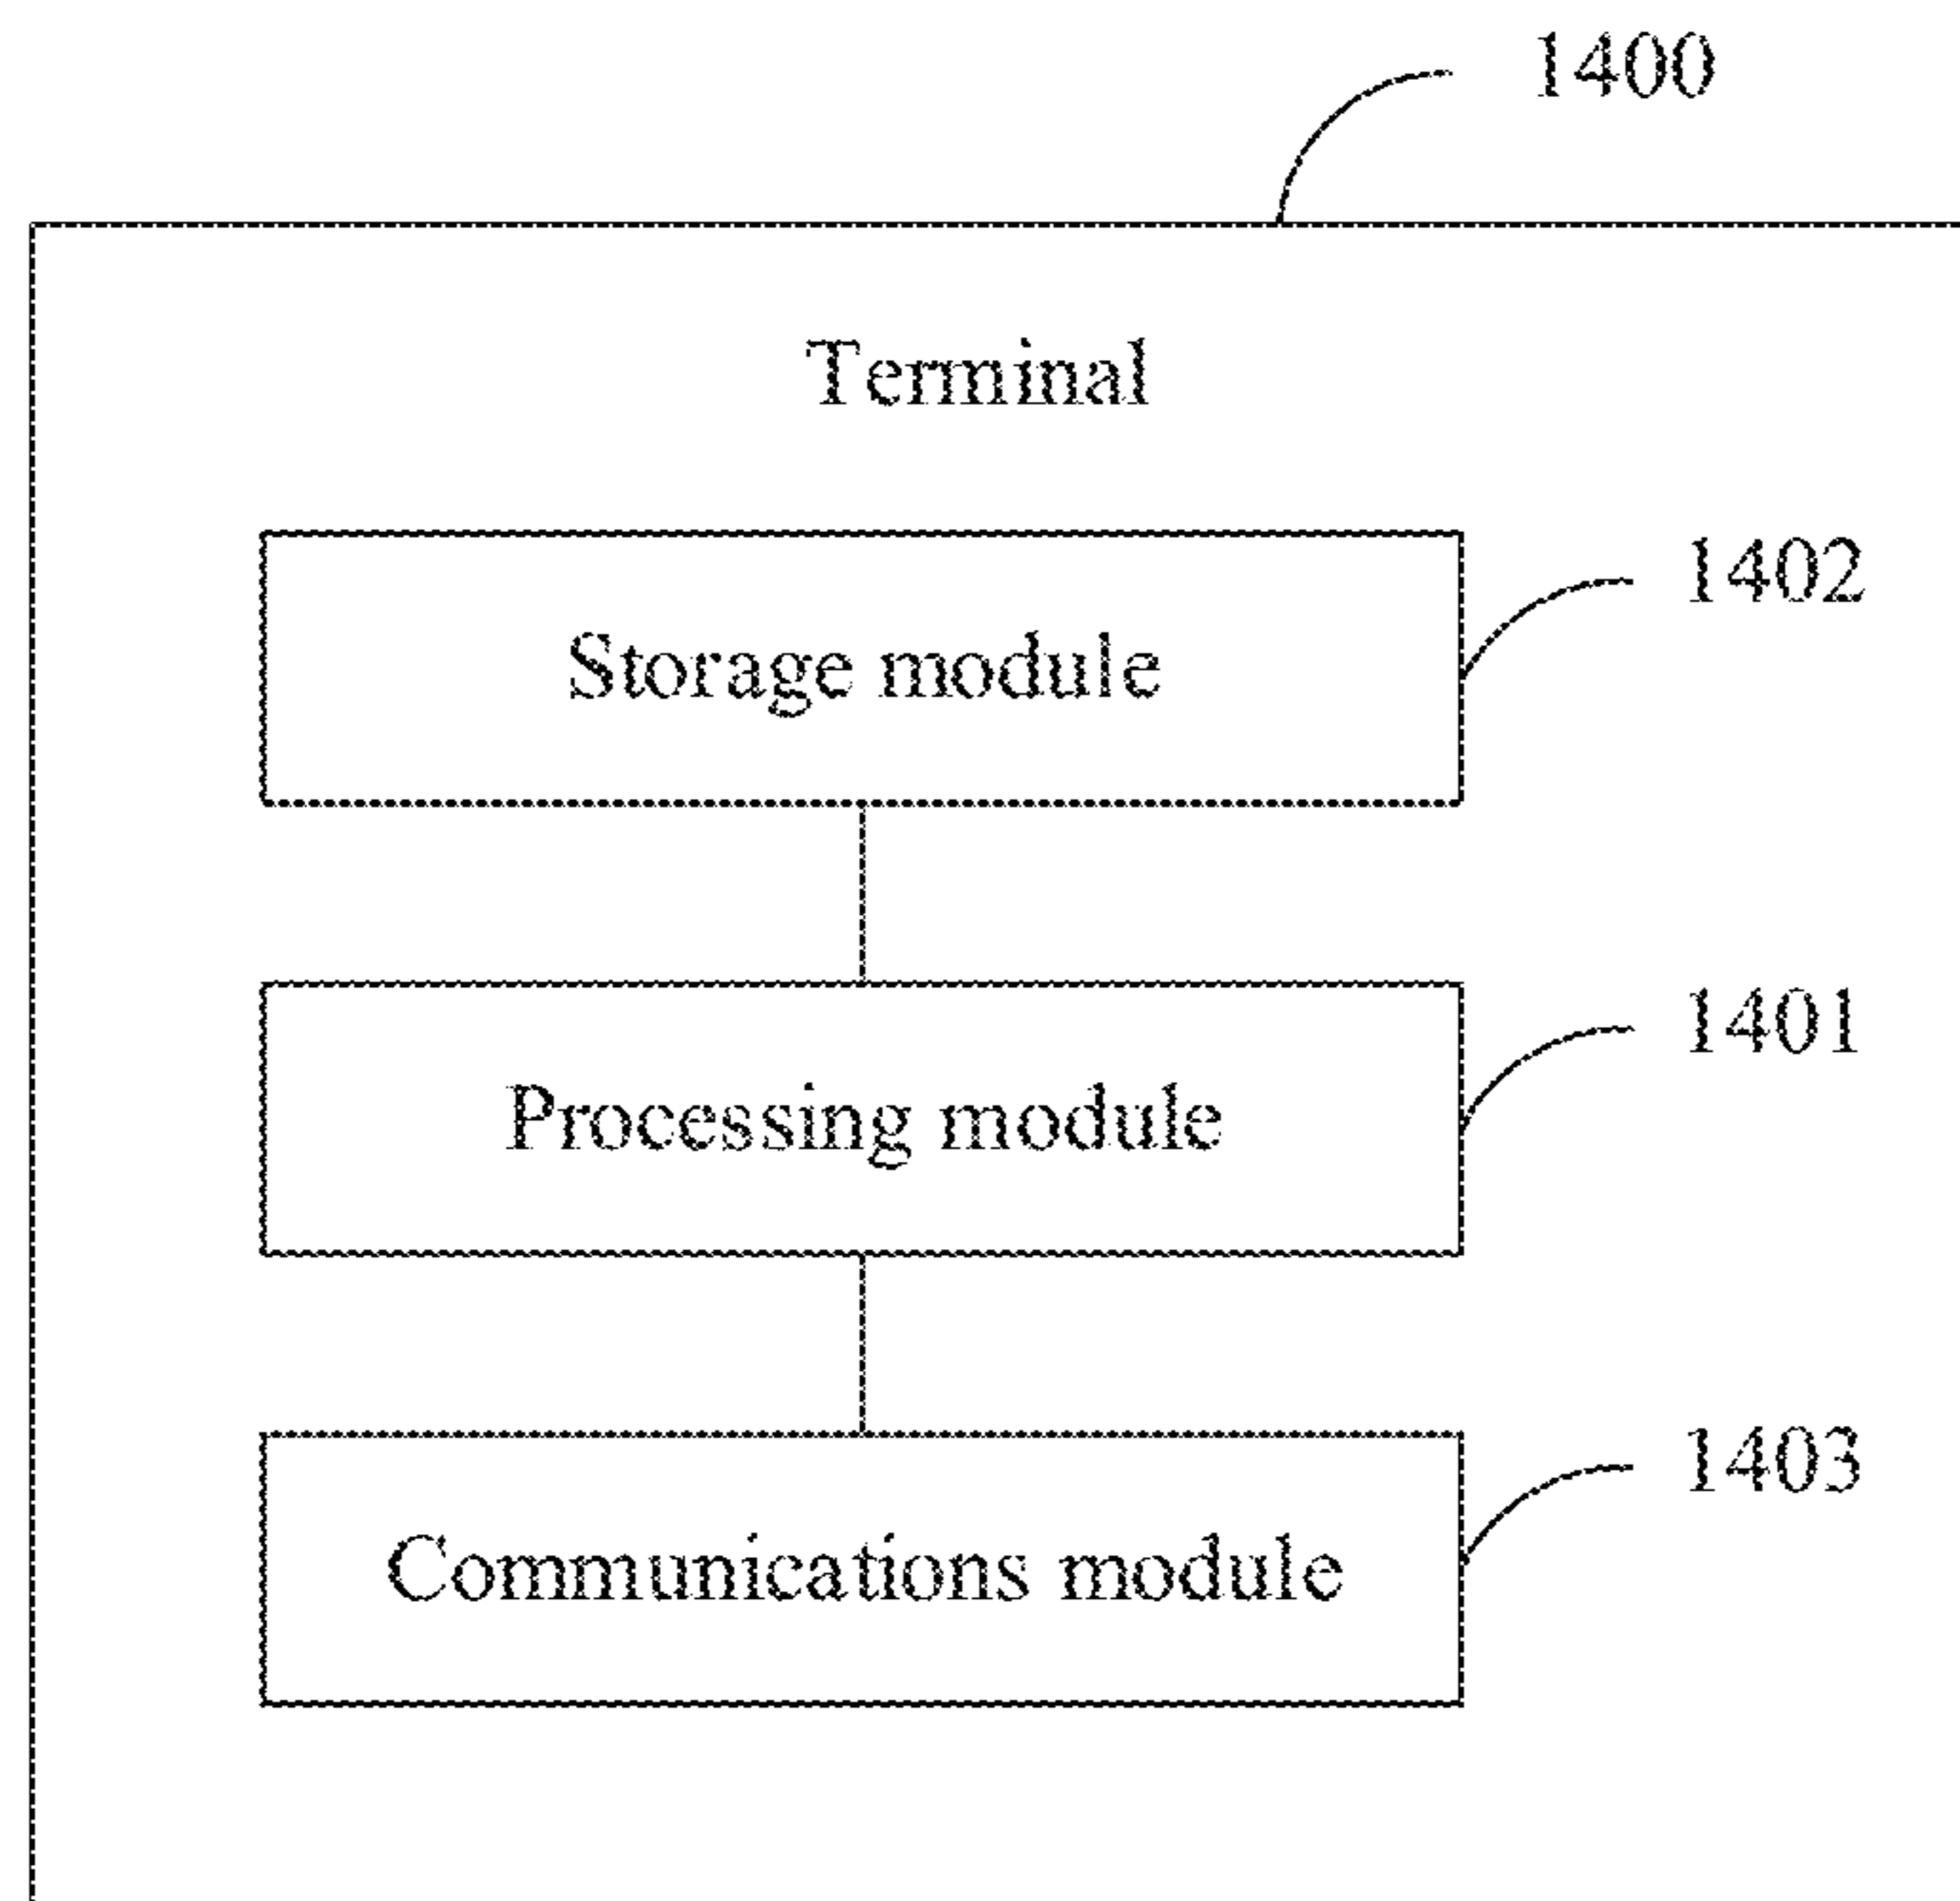 1400
Terminal
Storage module
1402
Processing module
1401
Communications module
1403